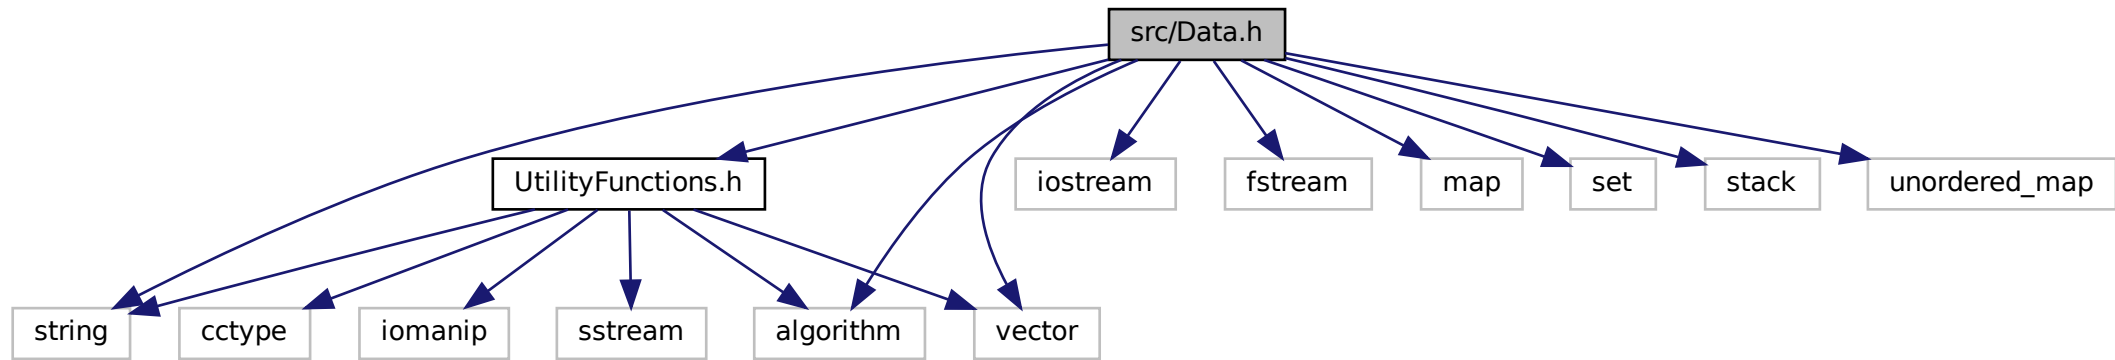 src/Data.h
UtilityFunctions.h
iostream
fstream
map
set
stack
unordered_map
string
cctype
iomanip
sstream
algorithm
vector